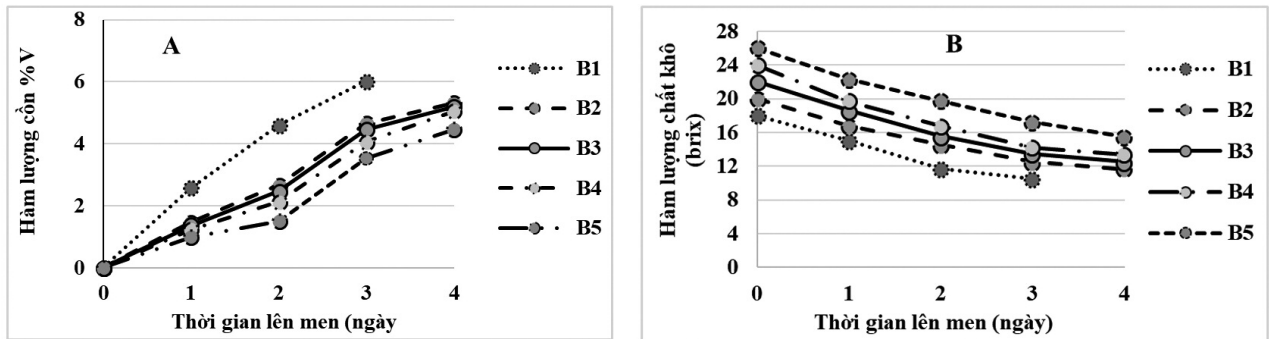 A
Hàm lượng cồn %V
8
6
4
2
0
0 1 2 3 4
Thời gian lên men (ngày
B1
B2
B3
B4
B5
B
Hàm lượng chất khô
(brix)
28
24
20
16
12
8
4
0
0 1 2 3 4
Thời gian lên men (ngày)
B1
B2
B3
B4
B5